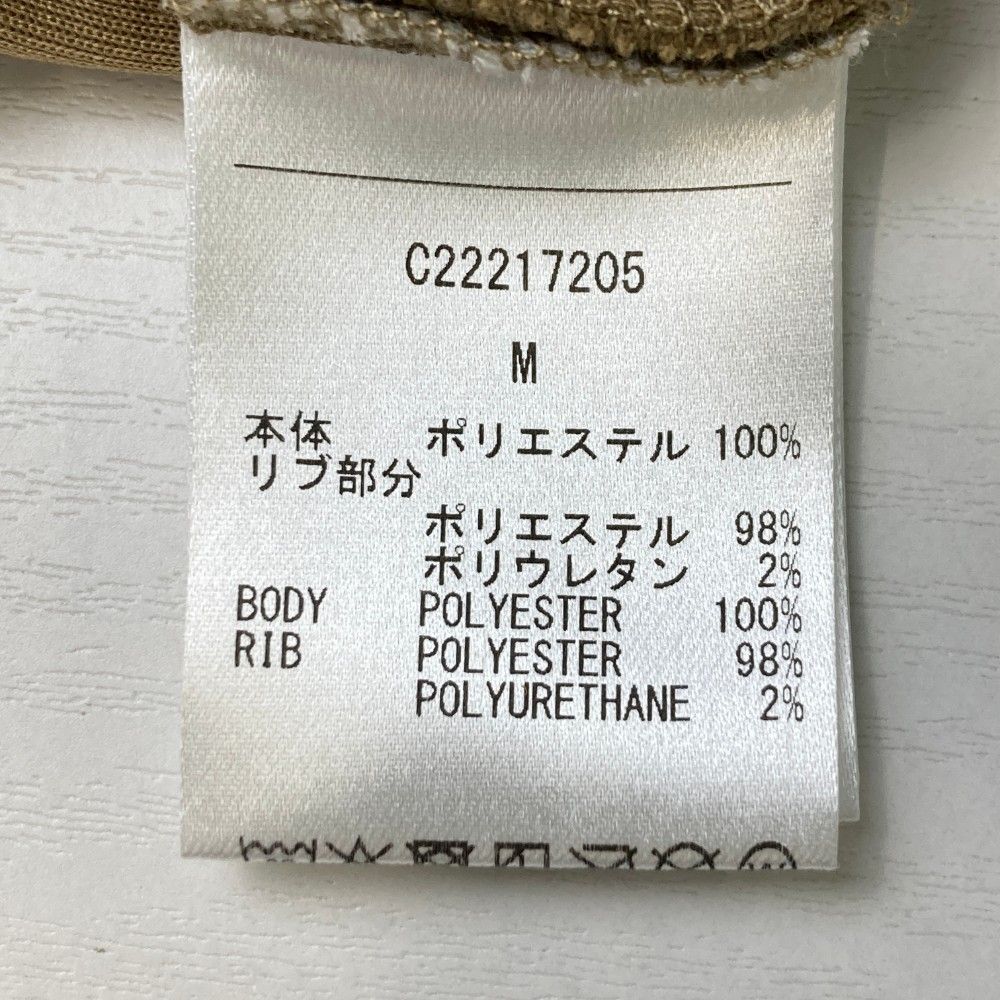 C22217205
M
本体 ポリエステル 100%
リブ部分
ポリエステル 98%
ポリウレタン 2%
BODY POLYESTER 100%
RIB POLYESTER 98%
POLYURETHANE 2%